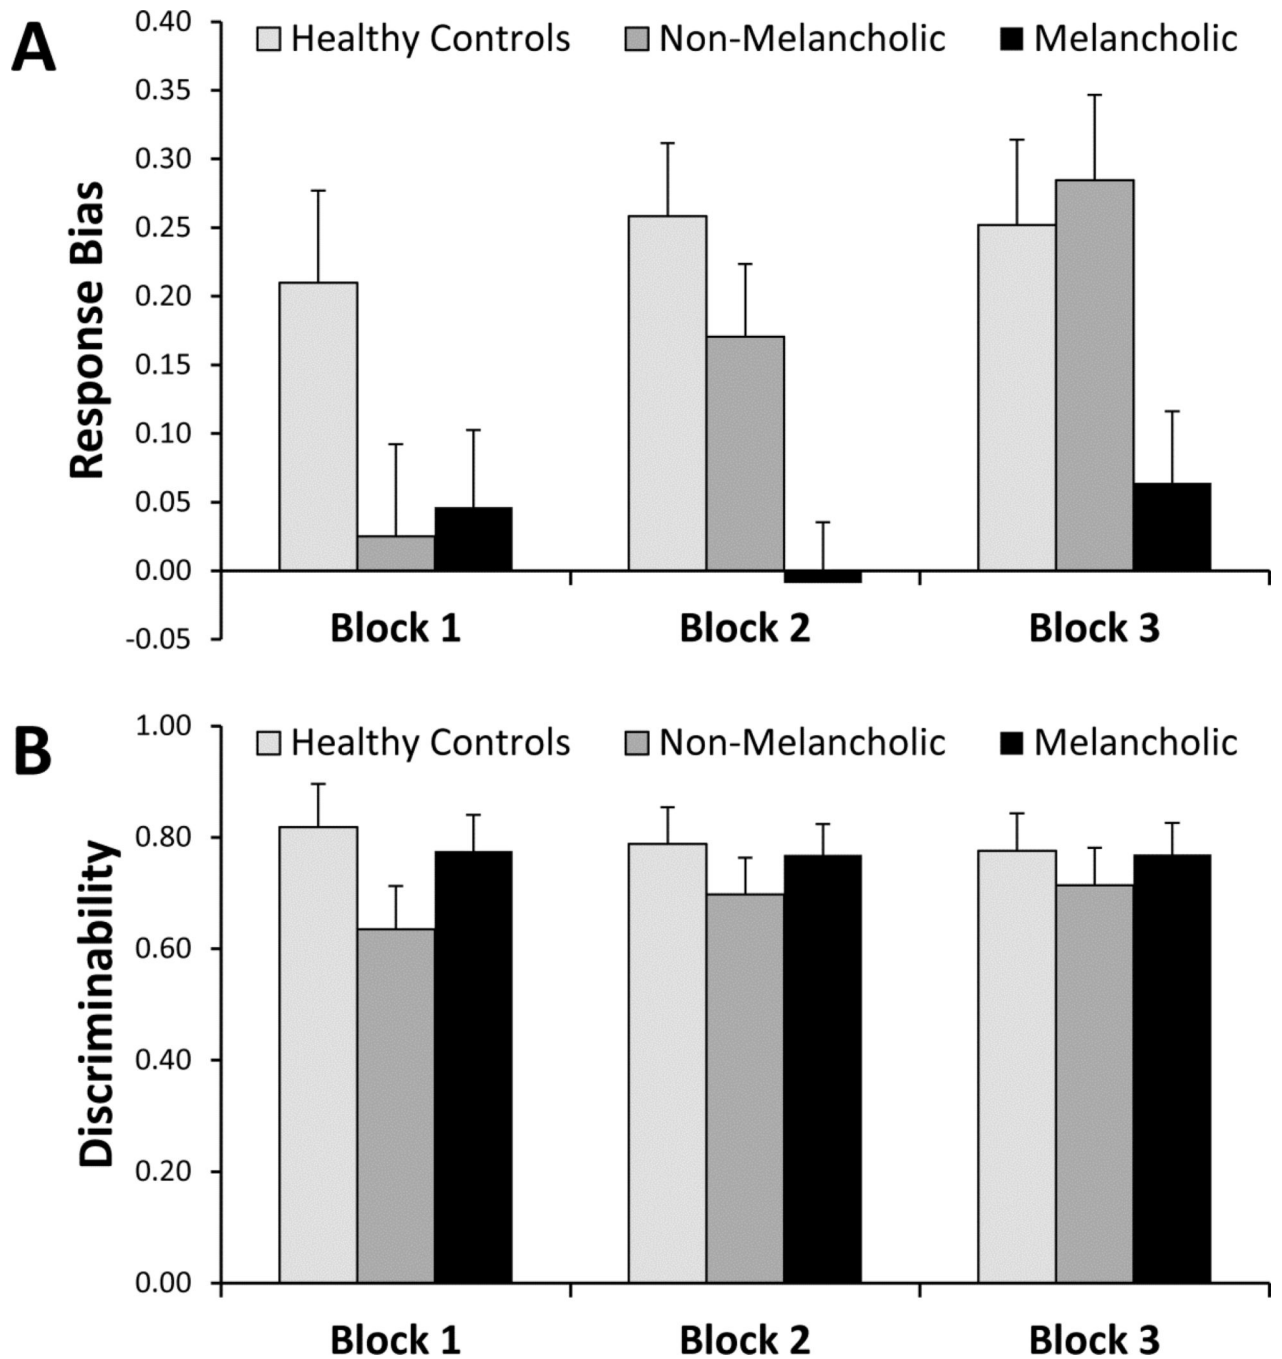 A
Healthy Controls Non-Melancholic Melancholic
Response Bias
0.40
0.35
0.30
0.25
0.20
0.15
0.10
0.05
0.00
-0.05
Block 1 Block 2 Block 3
B
Healthy Controls Non-Melancholic Melancholic
Discriminability
1.00
0.80
0.60
0.40
0.20
0.00
Block 1 Block 2 Block 3